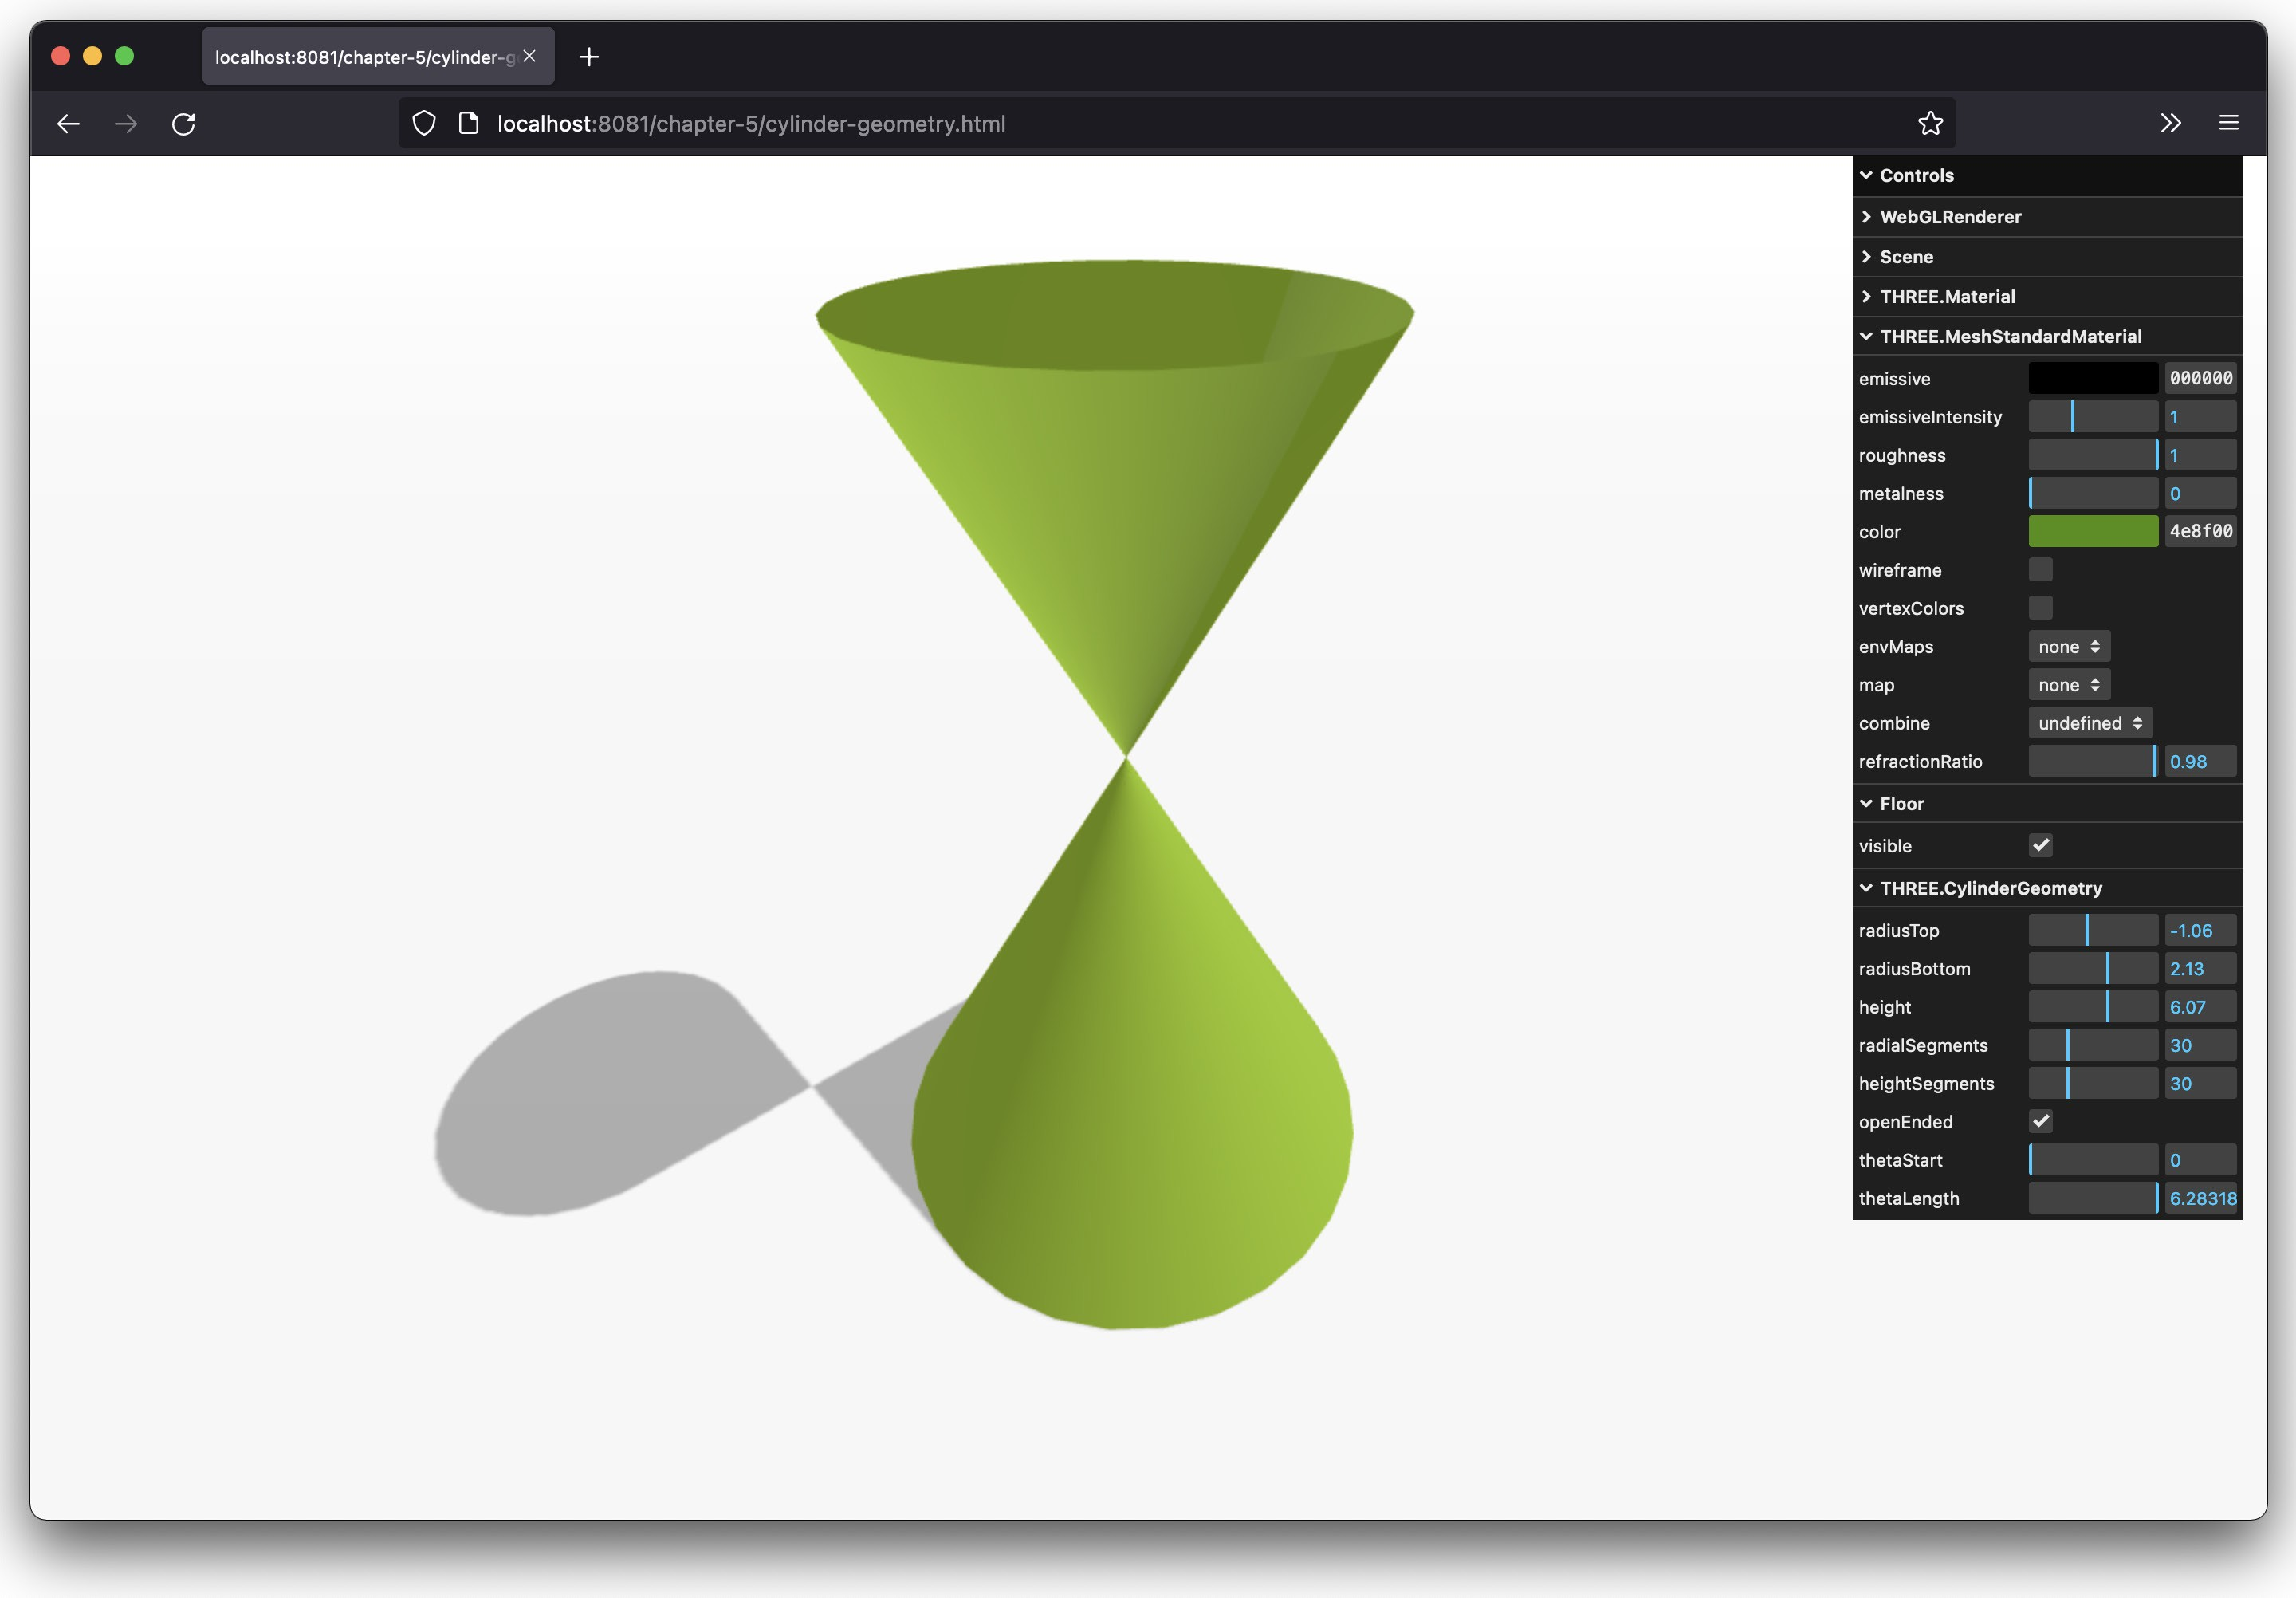 localhost:8081/chapter-5/cylinder-g
localhost:8081/chapter-5/cylinder-geometry.html
Controls
WebGLRenderer
Scene
THREE.Material
THREE.MeshStandardMaterial
emissive 000000
emissiveIntensity 1
roughness 1
metalness 0
color 4e8f00
wireframe
vertexColors
envMaps none
map none
combine undefined
refractionRatio 0.98
Floor
visible
THREE.CylinderGeometry
radiusTop -1.06
radiusBottom 2.13
height 6.07
radialSegments 30
heightSegments 30
openEnded
thetaStart 0
thetaLength 6.28318